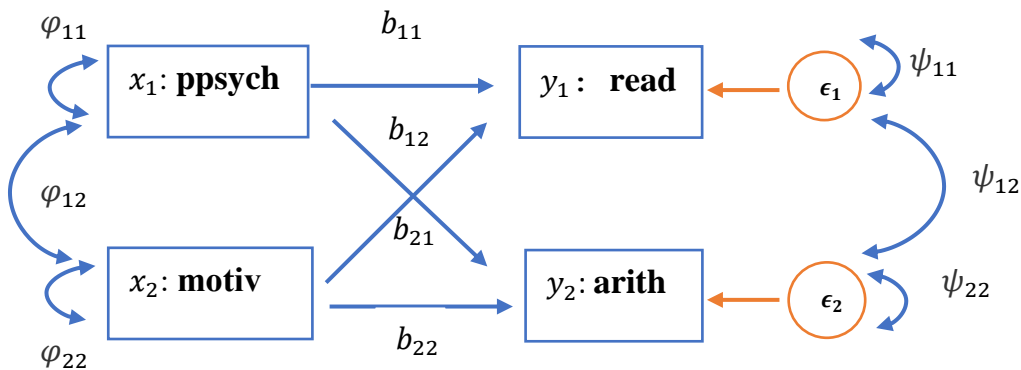 φ₁₁
b₁₁
x₁: ppsych
y₁ : read
ϵ₁
ψ₁₁
b₁₂
φ₁₂
ψ₁₂
b₂₁
x₂: motiv
y₂: arith
ϵ₂
ψ₂₂
b₂₂
φ₂₂